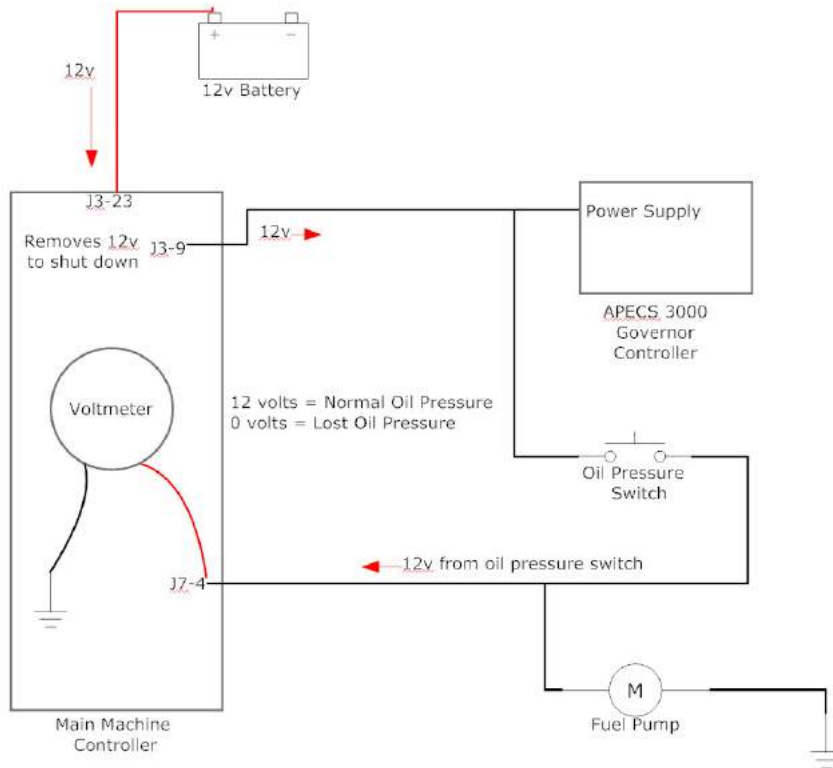 12v
+
−
12v Battery
J3-23
Removes 12v
to shut down
J3-9
12v
Power Supply
APECS 3000
Governor
Controller
Voltmeter
12 volts = Normal Oil Pressure
0 volts = Lost Oil Pressure
Oil Pressure
Switch
12v from oil pressure switch
J7-4
M
Fuel Pump
Main Machine
Controller